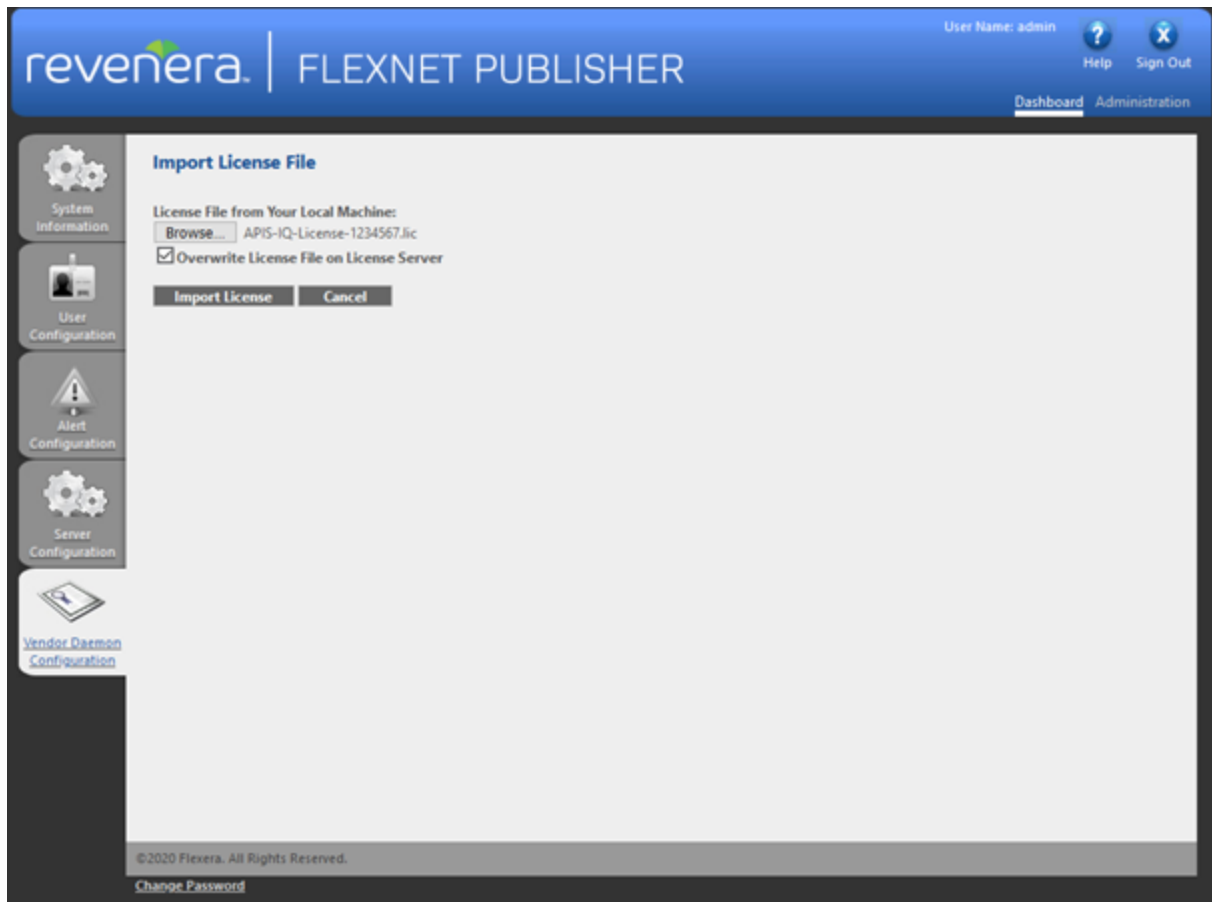 User Name: admin
revenera. FLEXNET PUBLISHER
? X
Help Sign Out
Dashboard Administration
System
Information
User
Configuration
Alert
Configuration
Server
Configuration
Vendor Daemon
Configuration
Import License File
License File from Your Local Machine:
Browse... APIS-IQ-License-1234567.lic
Overwrite License File on License Server
Import License Cancel
©2020 Flexera. All Rights Reserved.
Change Password